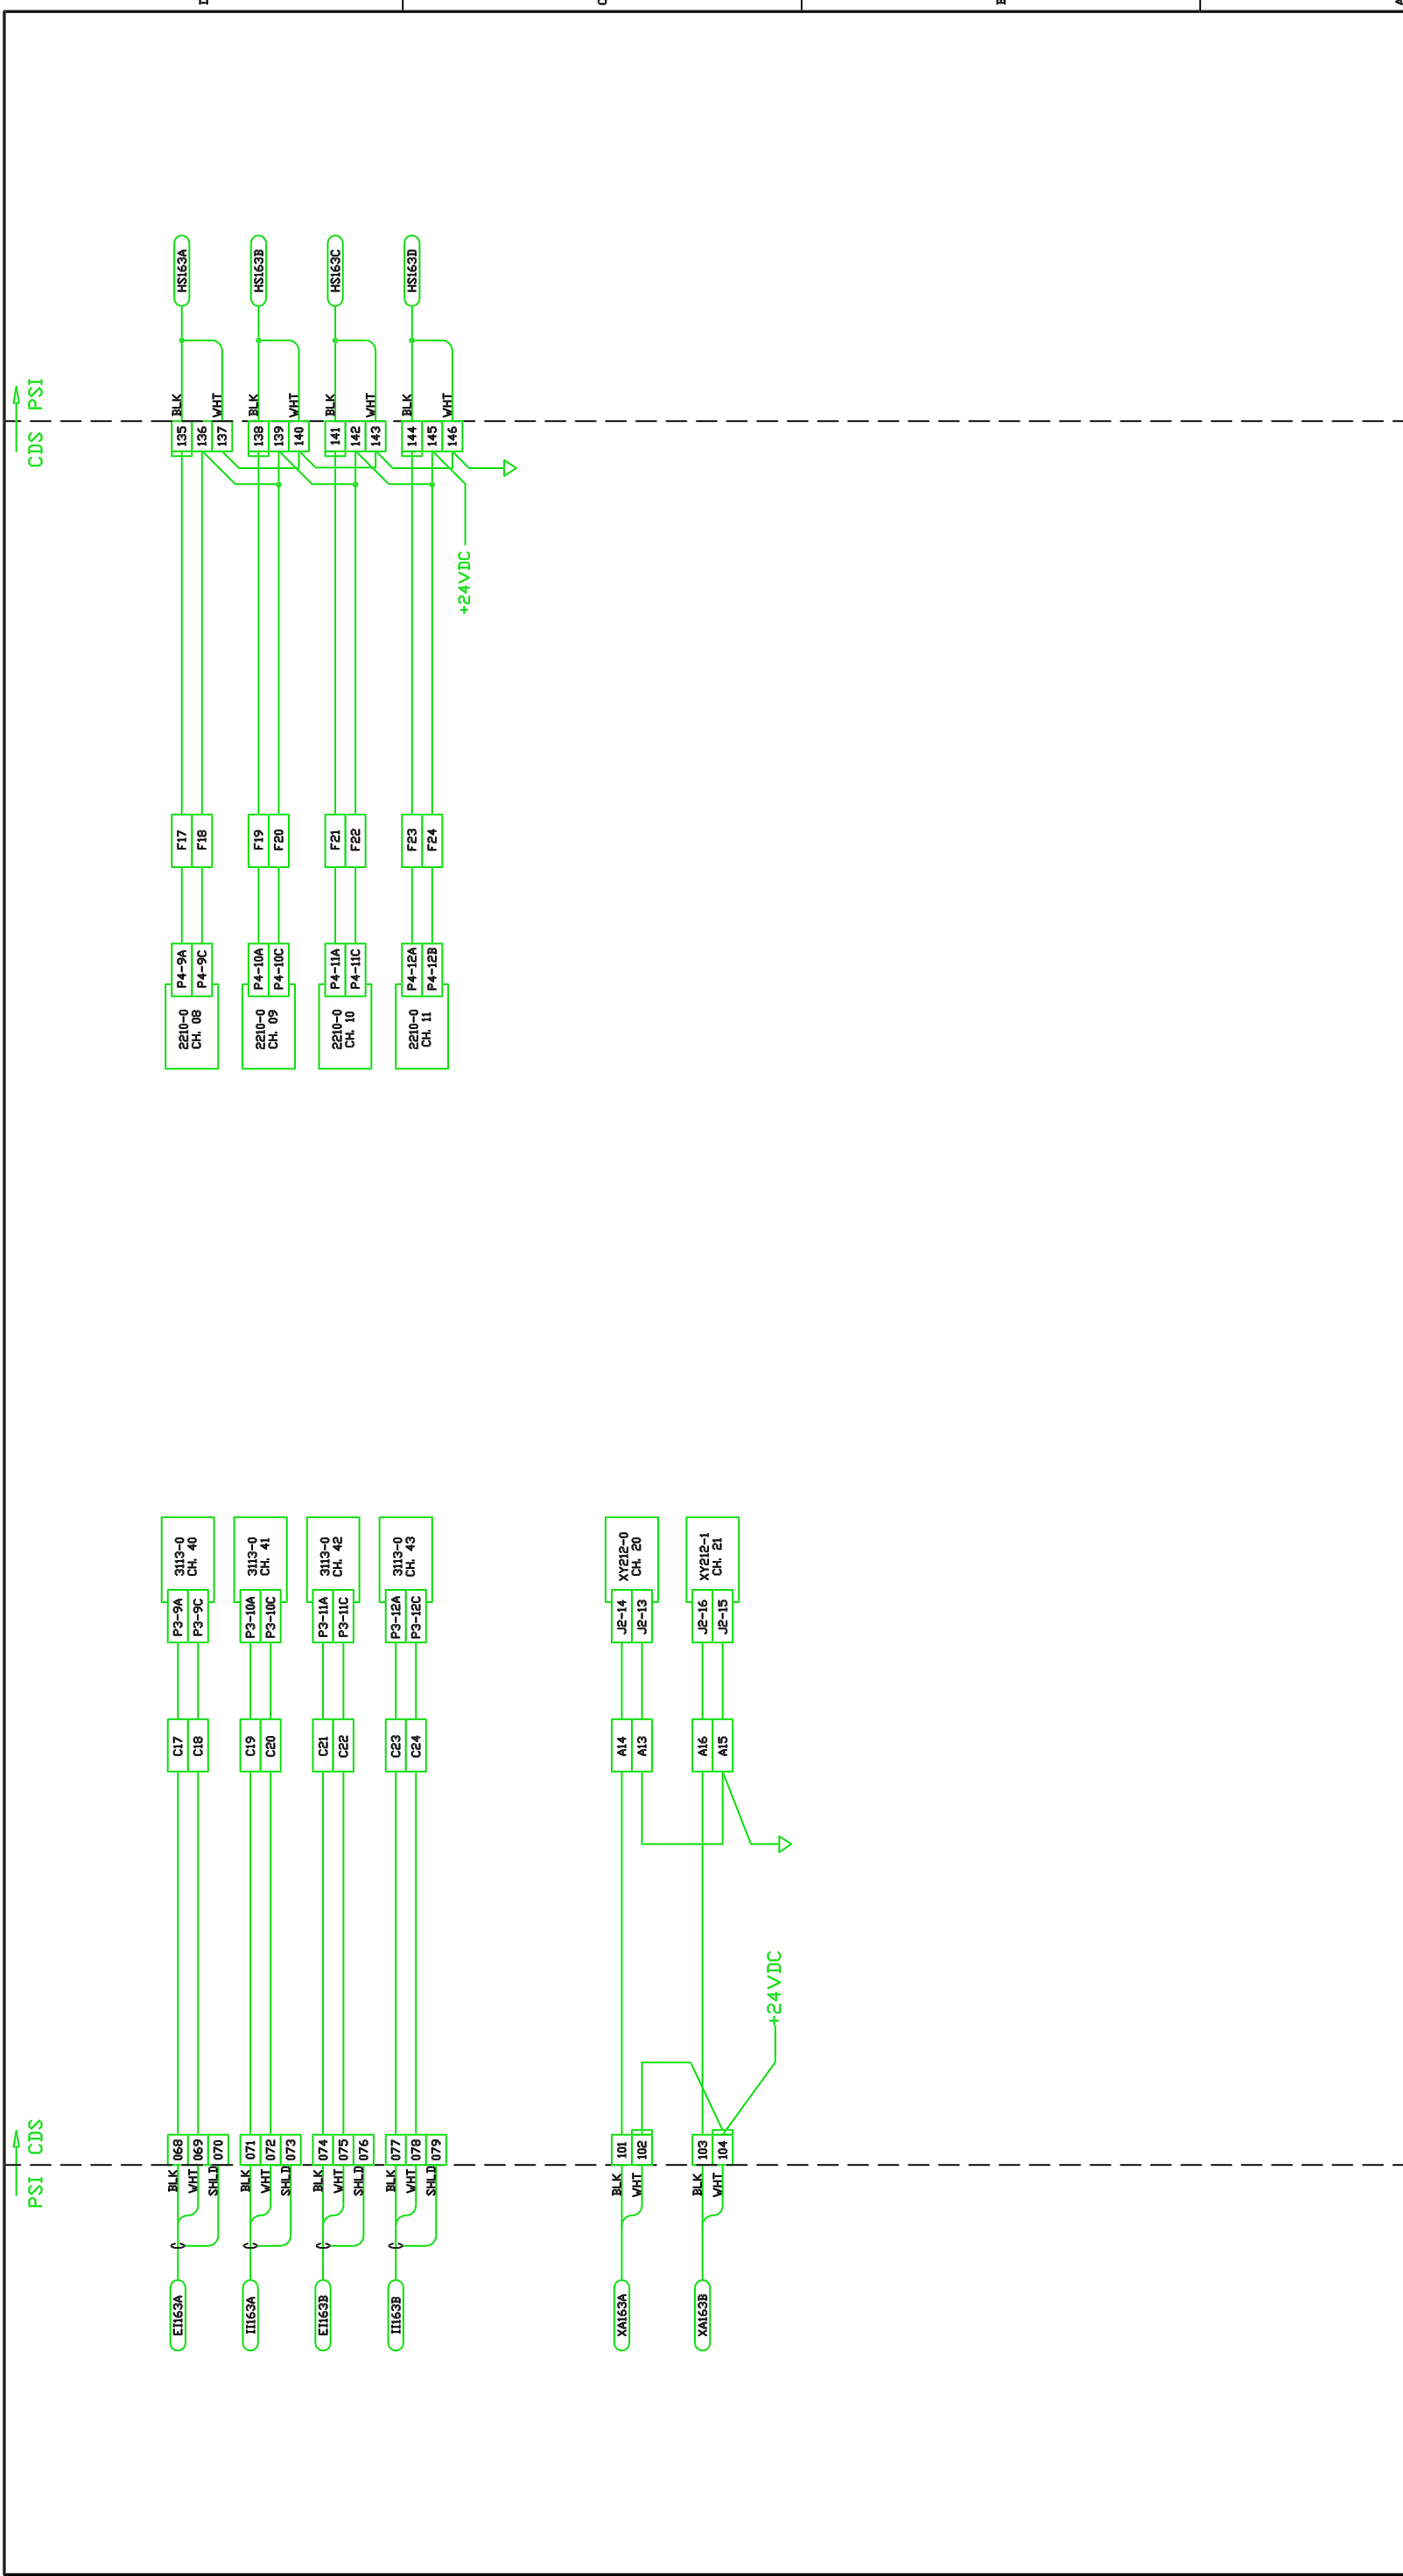 PSI CDS
EI163A
BLK 068 C17 P3-9A
WHT 069 C18 P3-9C
SHLD 070
3113-0
CH. 40
II163A
BLK 071 C19 P3-10A
WHT 072 C20 P3-10C
SHLD 073
3113-0
CH. 41
EI163B
BLK 074 C21 P3-11A
WHT 075 C22 P3-11C
SHLD 076
3113-0
CH. 42
II163B
BLK 077 C23 P3-12A
WHT 078 C24 P3-12C
SHLD 079
3113-0
CH. 43
XA163A
BLK 101 A14 J2-14
WHT 102 A13 J2-13
XY212-0
CH. 20
XA163B
BLK 103 A16 J2-16
WHT 104 A15 J2-15
XY212-1
CH. 21
+24VDC
CDS PSI
2210-0
CH. 08
P4-9A F17 135 BLK
P4-9C F18 136
137 WHT
HS163A
2210-0
CH. 09
P4-10A F19 138 BLK
P4-10C F20 139
140 WHT
HS163B
2210-0
CH. 10
P4-11A F21 141 BLK
P4-11C F22 142
143 WHT
HS163C
2210-0
CH. 11
P4-12A F23 144 BLK
P4-12B F24 145
146 WHT
HS163D
+24VDC